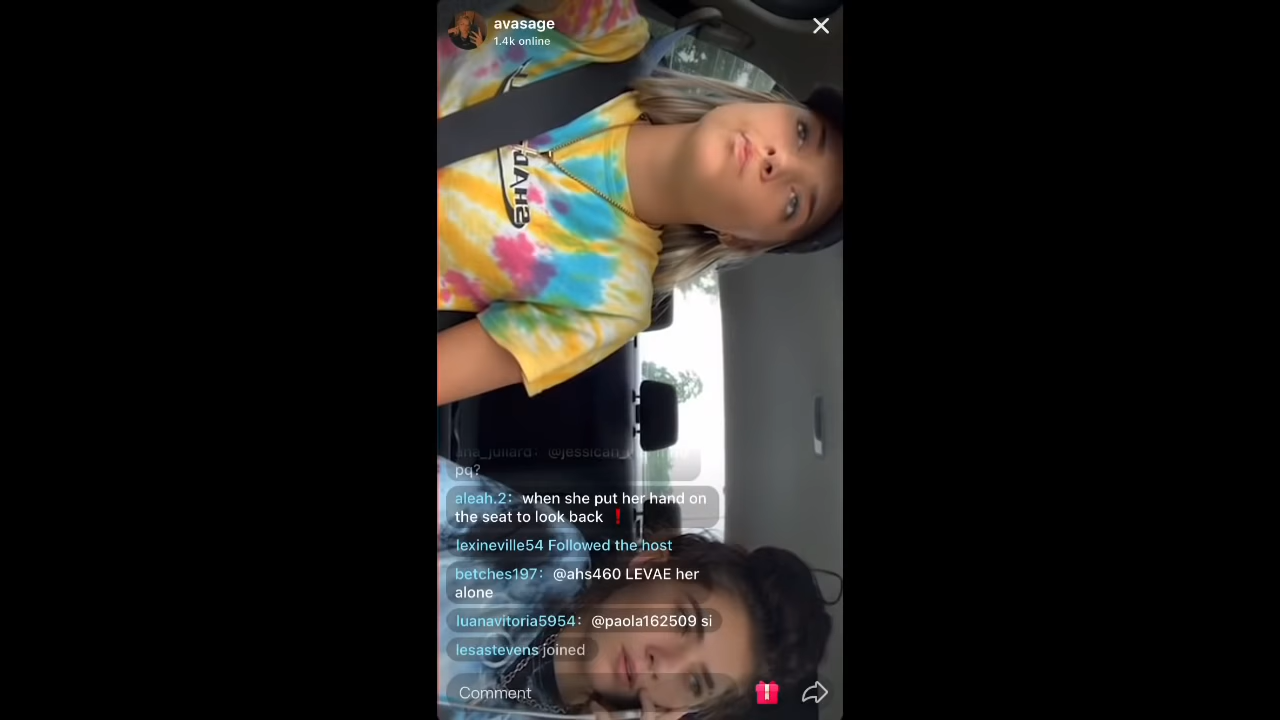 avasage
1.4k online
pq?
aleah.2: when she put her hand on
the seat to look back ❗
lexineville54 Followed the host
betches197: @ahs460 LEVAE her
alone
luanavitoria5954: @paola162509 si
lesastevens joined
Comment